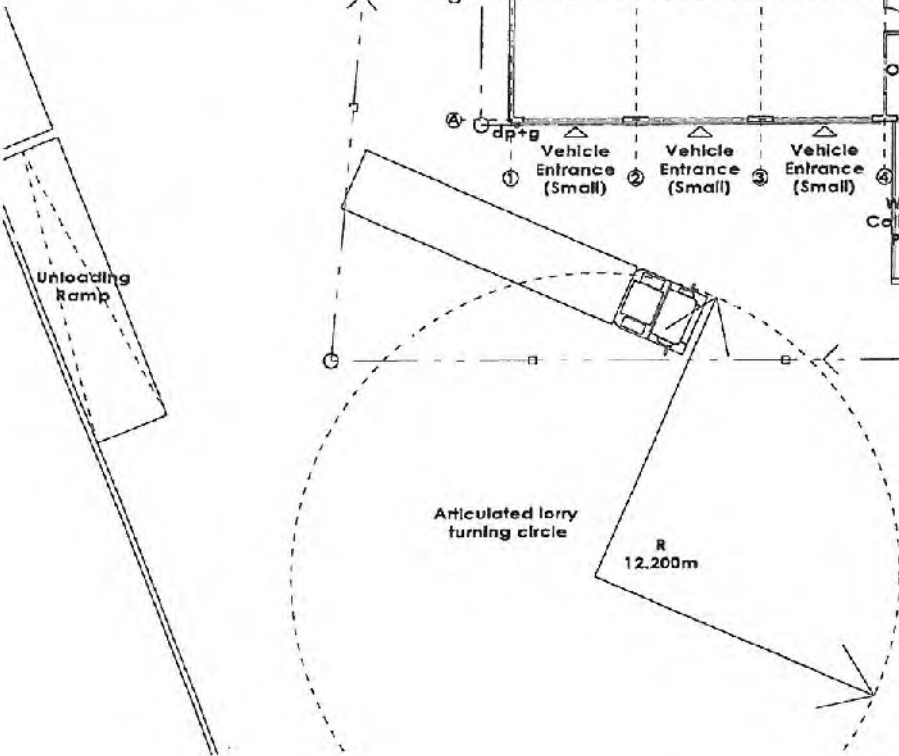 A
dp+g
Vehicle
Entrance
(Small)
Vehicle
Entrance
(Small)
Vehicle
Entrance
(Small)
1
2
3
4
Unloading
Ramp
Articulated lorry
turning circle
R
12.200m